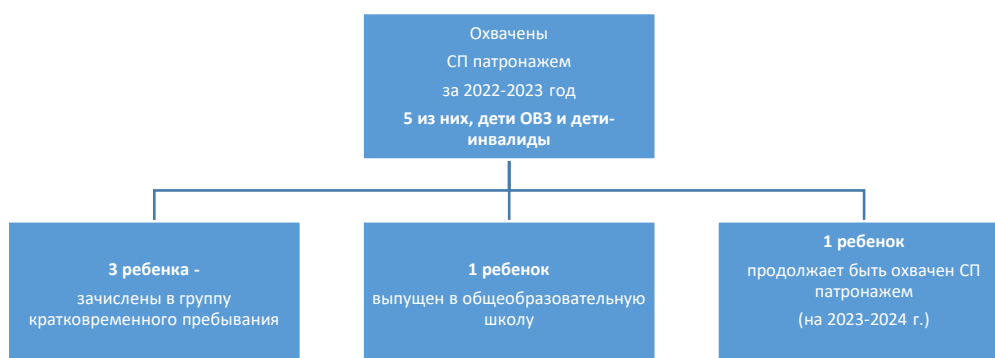 Охвачены
СП патронажем
за 2022-2023 год
5 из них, дети ОВЗ и дети-
инвалиды
3 ребенка -
зачислены в группу
кратковременного пребывания
1 ребенок
выпущен в общеобразовательную
школу
1 ребенок
продолжает быть охвачен СП
патронажем
(на 2023-2024 г.)